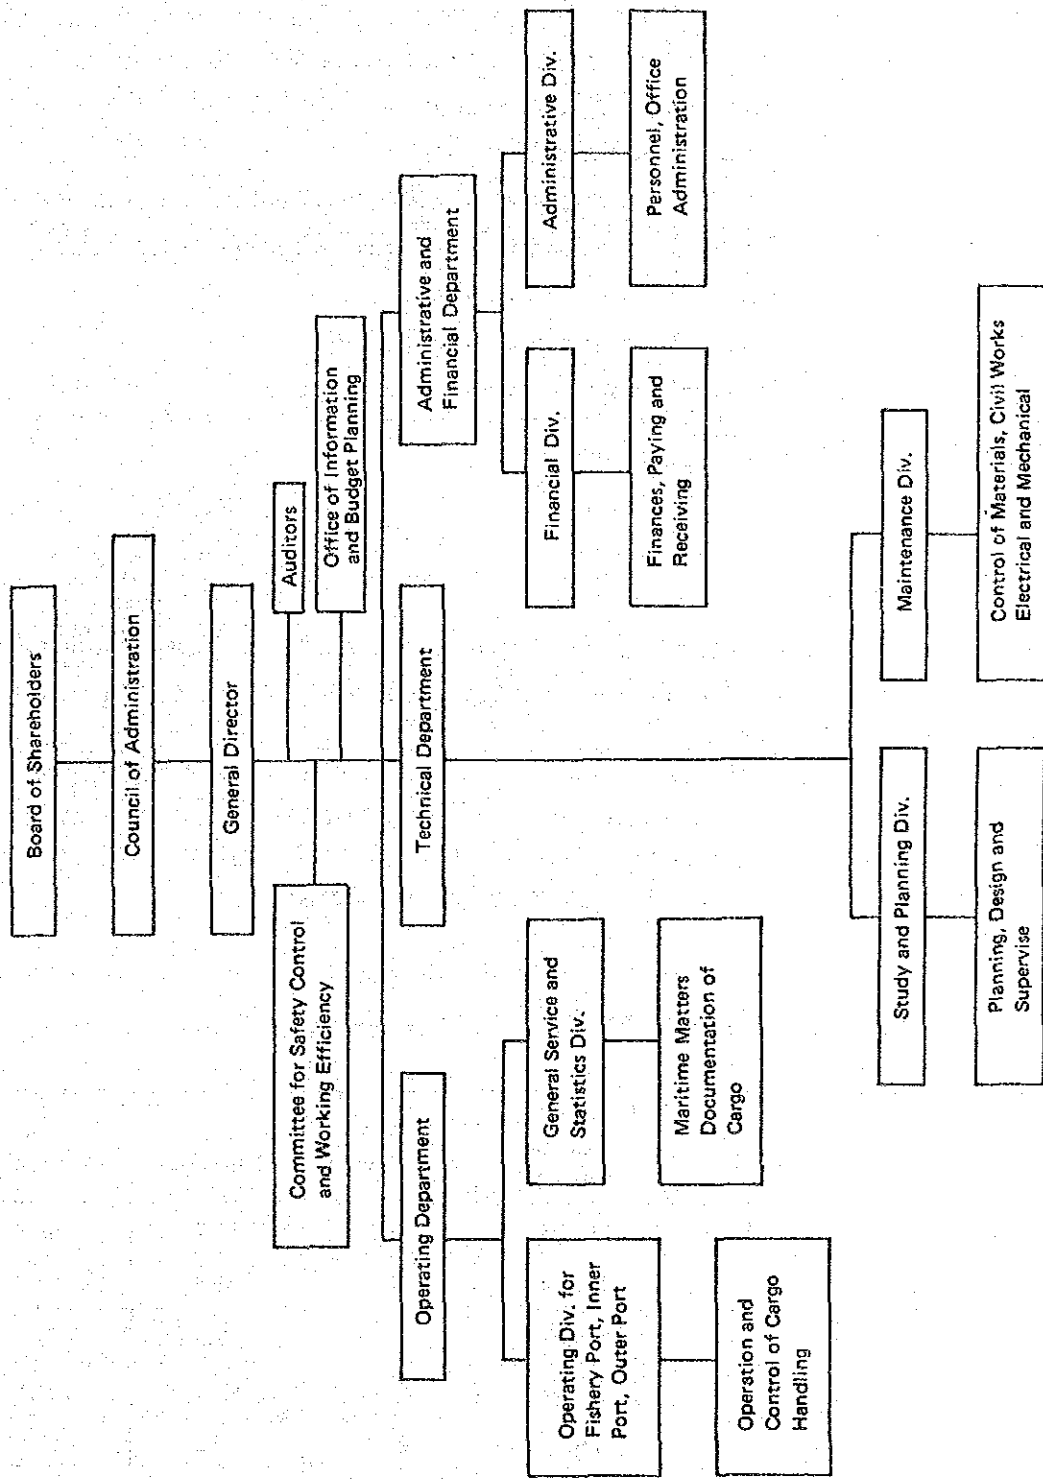 Board of Shareholders
Council of Administration
General Director
Auditors
Committee for Safety Control
and Working Efficiency
Office of Information
and Budget Planning
Operating Department
Technical Department
Administrative and
Financial Department
Operating Div. for
Fishery Port, Inner
Port, Outer Port
General Service and
Statistics Div.
Financial Div.
Administrative Div.
Operation and
Control of Cargo
Handling
Maritime Matters
Documentation of
Cargo
Finances, Paying and
Receiving
Personnel, Office
Administration
Study and Planning Div.
Maintenance Div.
Planning, Design and
Supervise
Control of Materials, Civil Works
Electrical and Mechanical